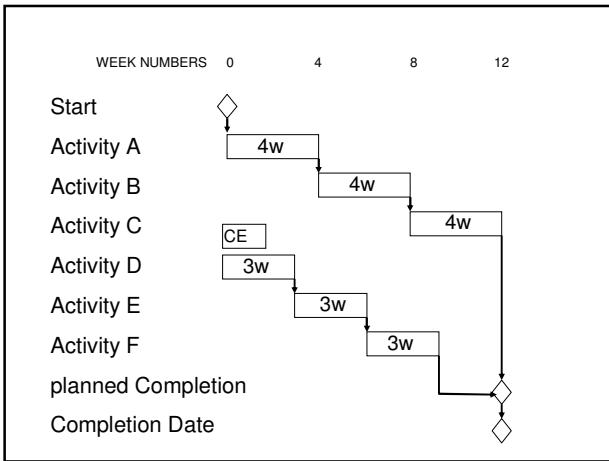 WEEK NUMBERS 0 4 8 12
Start
Activity A 4w
Activity B 4w
Activity C 4w
CE
Activity D 3w
Activity E 3w
Activity F 3w
planned Completion
Completion Date